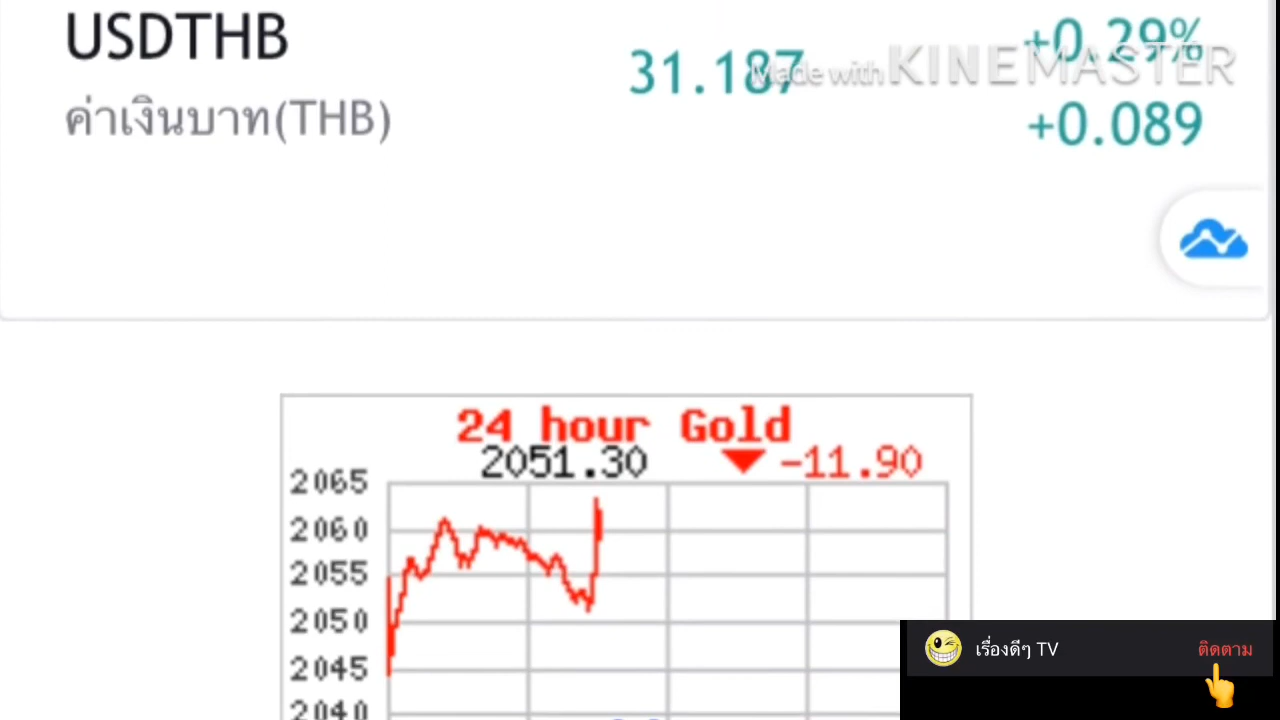 USDTHB
31.187
+0.29%
Made with KINEMASTER
ค่าเงินบาท(THB)
+0.089
24 hour Gold
2051.30 ▼ -11.90
2065
2060
2055
2050
2045
2040
เรื่องดีๆ TV
ติดตาม